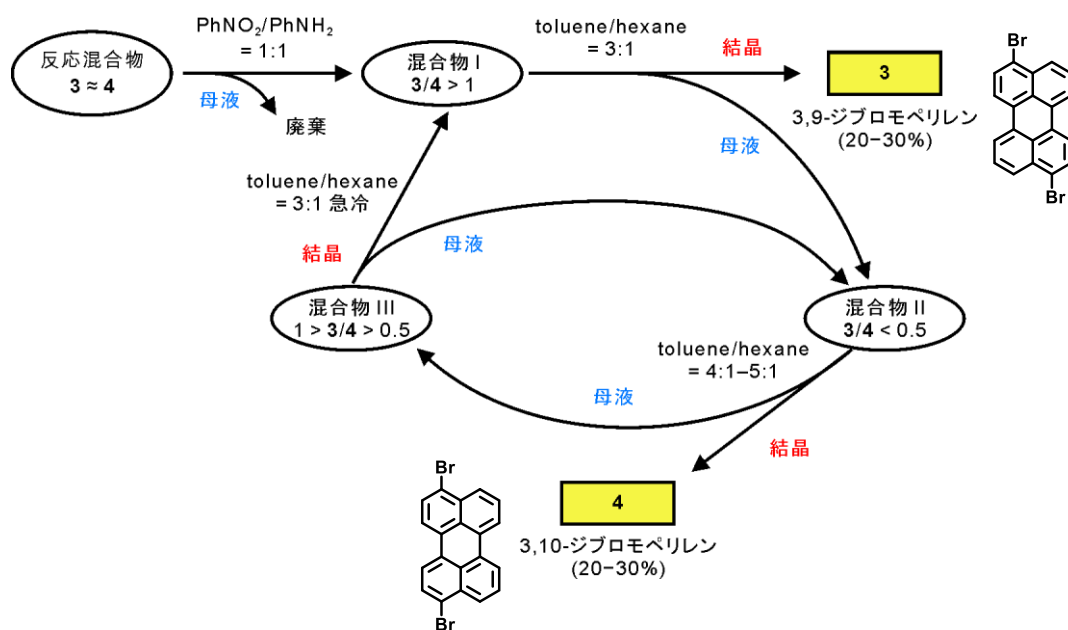 PhNO2/PhNH2
= 1:1
反応混合物
3 ≈ 4
母液
廃棄
混合物 I
3/4 > 1
toluene/hexane
= 3:1
結晶
3
3,9-ジブロモペリレン
(20−30%)
Br
Br
母液
toluene/hexane
= 3:1 急冷
結晶
母液
混合物 III
1 > 3/4 > 0.5
混合物 II
3/4 < 0.5
toluene/hexane
= 4:1–5:1
母液
結晶
4
3,10-ジブロモペリレン
(20−30%)
Br
Br